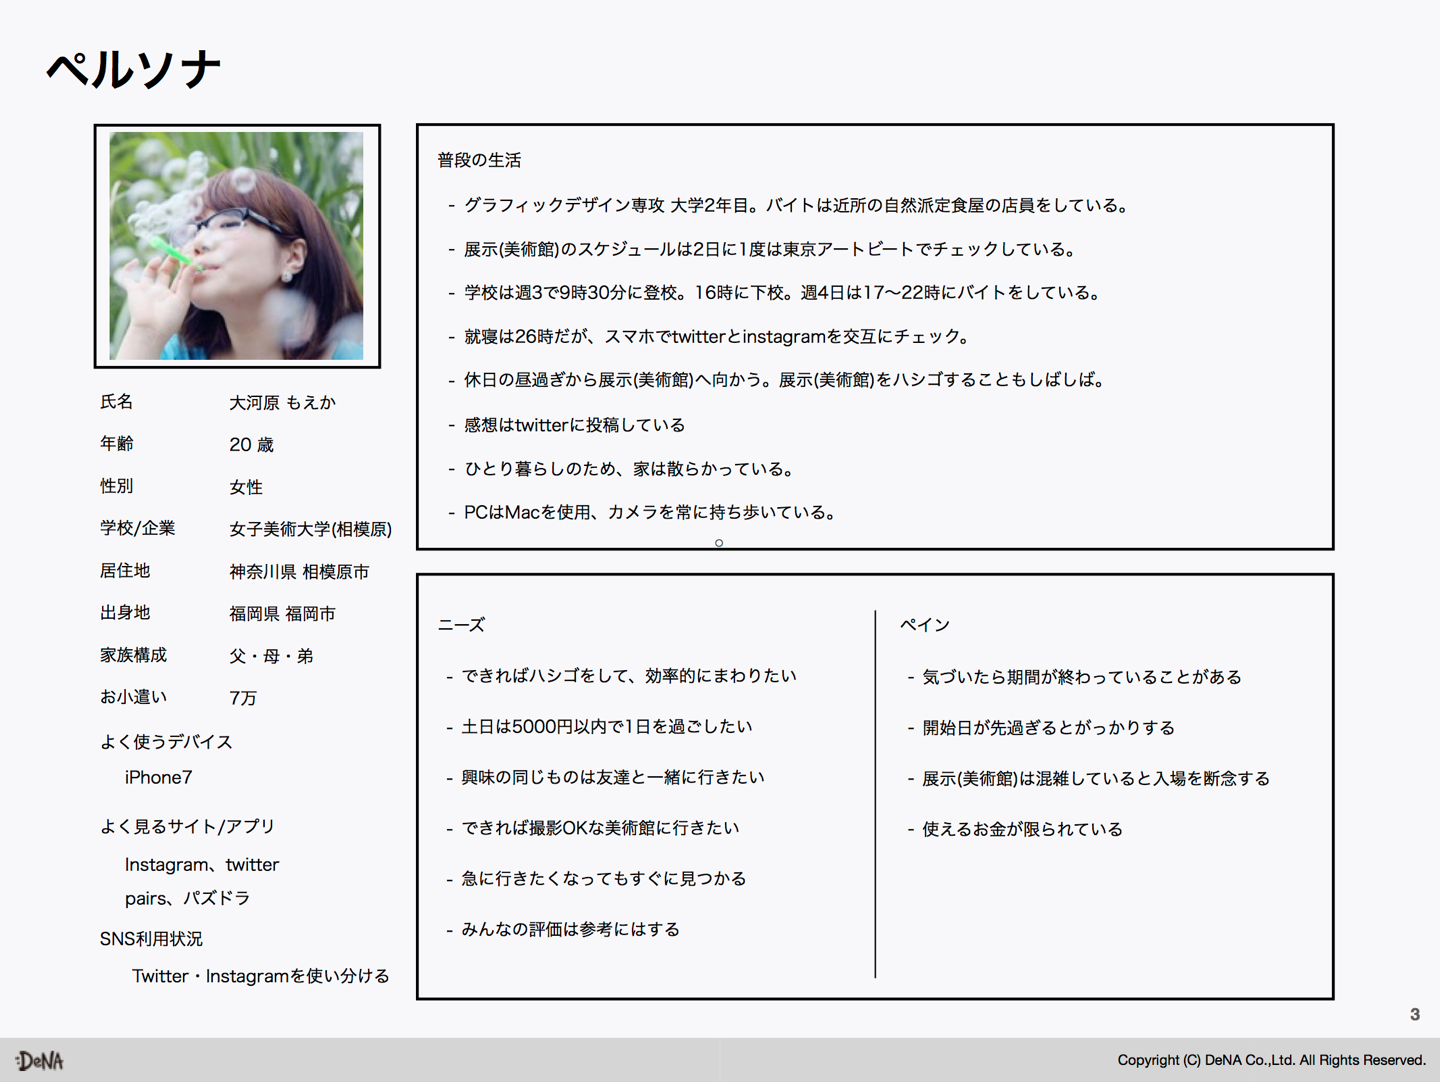 ペルソナ
氏名 大河原 もえか
年齢 20 歳
性別 女性
学校/企業 女子美術大学(相模原)
居住地 神奈川県 相模原市
出身地 福岡県 福岡市
家族構成 父・母・弟
お小遣い 7万
よく使うデバイス
iPhone7
よく見るサイト/アプリ
Instagram、twitter
pairs、パズドラ
SNS利用状況
Twitter・Instagramを使い分ける
普段の生活
- グラフィックデザイン専攻 大学2年目。バイトは近所の自然派定食屋の店員をしている。
- 展示(美術館)のスケジュールは2日に1度は東京アートビートでチェックしている。
- 学校は週3で9時30分に登校。16時に下校。週4日は17〜22時にバイトをしている。
- 就寝は26時だが、スマホでtwitterとinstagramを交互にチェック。
- 休日の昼過ぎから展示(美術館)へ向かう。展示(美術館)をハシゴすることもしばしば。
- 感想はtwitterに投稿している
- ひとり暮らしのため、家は散らかっている。
- PCはMacを使用、カメラを常に持ち歩いている。
ニーズ
- できればハシゴをして、効率的にまわりたい
- 土日は5000円以内で1日を過ごしたい
- 興味の同じものは友達と一緒に行きたい
- できれば撮影OKな美術館に行きたい
- 急に行きたくなってもすぐに見つかる
- みんなの評価は参考にはする
ペイン
- 気づいたら期間が終わっていることがある
- 開始日が先過ぎるとがっかりする
- 展示(美術館)は混雑していると入場を断念する
- 使えるお金が限られている
3
:DeNA
Copyright (C) DeNA Co.,Ltd. All Rights Reserved.